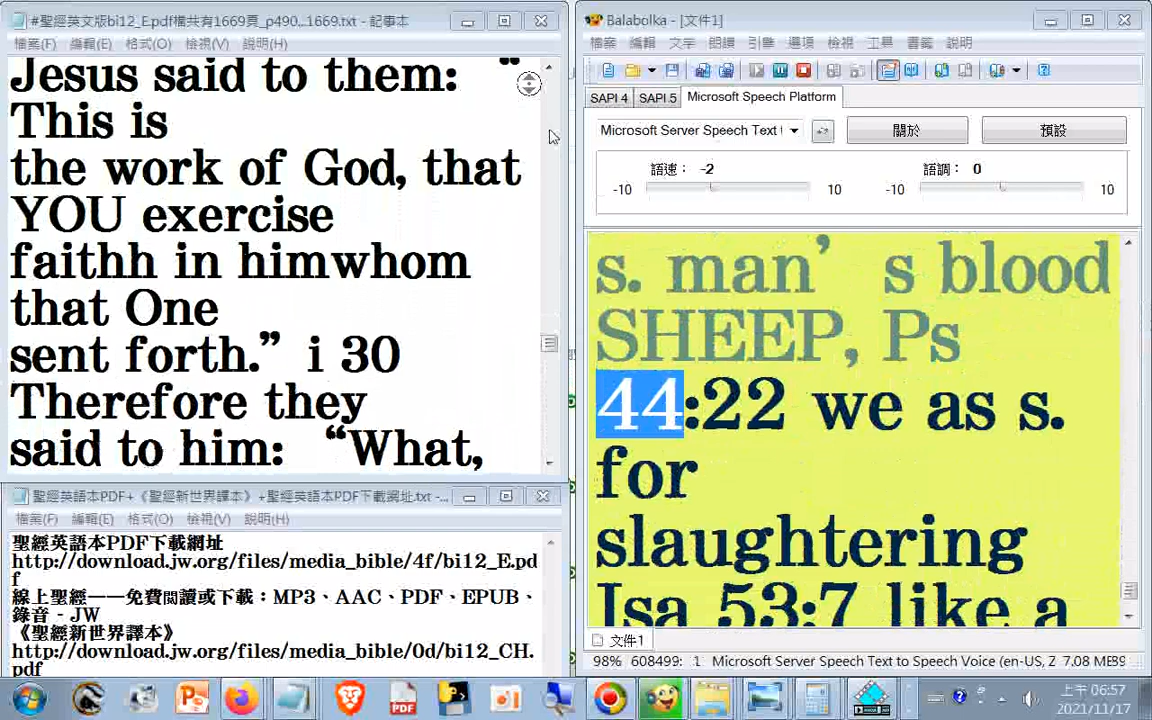 #聖經英文版bi12_E.pdf檔共有1669頁_p490,..1669.txt - 記事本
檔案(F) 編輯(E) 格式(O) 檢視(V) 說明(H)
Jesus said to them: “
This is
the work of God, that
YOU exercise
faithh in himwhom
that One
sent forth.” i 30
Therefore they
said to him: “What,
聖經英語本PDF+《聖經新世界譯本》+聖經英語本PDF下載網址.txt -...
檔案(F) 編輯(E) 格式(O) 檢視(V) 說明(H)
聖經英語本PDF下載網址
http://download.jw.org/files/media_bible/4f/bi12_E.pd
f
線上聖經——免費閱讀或下載：MP3、AAC、PDF、EPUB、
錄音 - JW
《聖經新世界譯本》
http://download.jw.org/files/media_bible/0d/bi12_CH.
pdf
Balabolka - [文件1]
檔案 編輯 文字 閱讀 引擎 選項 檢視 工具 書籤 說明
SAPI 4 SAPI 5 Microsoft Speech Platform
Microsoft Server Speech Text 關於 預設
語速： -2 語調： 0
-10 10 -10 10
s. man’s blood
SHEEP, Ps
44:22 we as s.
for
slaughtering
Isa 53:7 like a
文件1
98% 608499: 1 Microsoft Server Speech Text to Speech Voice (en-US, Z 7.08 MB
上午 06:57
2021/11/17